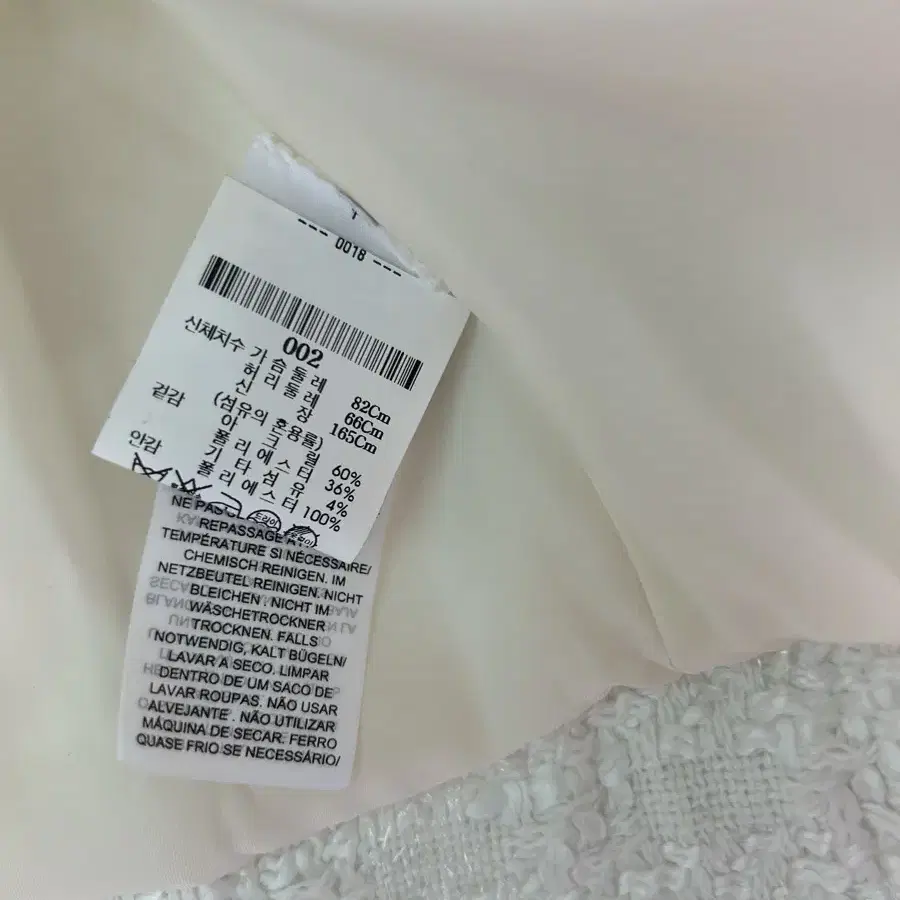 --- 0018 ---
002
신체치수 가슴둘레 82Cm
허리둘레 66Cm
신장 165Cm
겉감 (섬유의 혼용률)
아크릴 60%
폴리에스터 36%
기타섬유 4%
안감 폴리에스터 100%
드라이
NE PAS
REPASSAGE
TEMPÉRATURE SI NÉCESSAIRE/
CHEMISCH REINIGEN. IM
NETZBEUTEL REINIGEN. NICHT
BLEICHEN . NICHT IM
WÄSCHETROCKNER
TROCKNEN. FALLS
NOTWENDIG, KALT BÜGELN/
LAVAR A SECO. LIMPAR
DENTRO DE UM SACO DE
LAVAR ROUPAS. NÃO USAR
ALVEJANTE . NÃO UTILIZAR
MÁQUINA DE SECAR. FERRO
QUASE FRIO SE NECESSÁRIO/